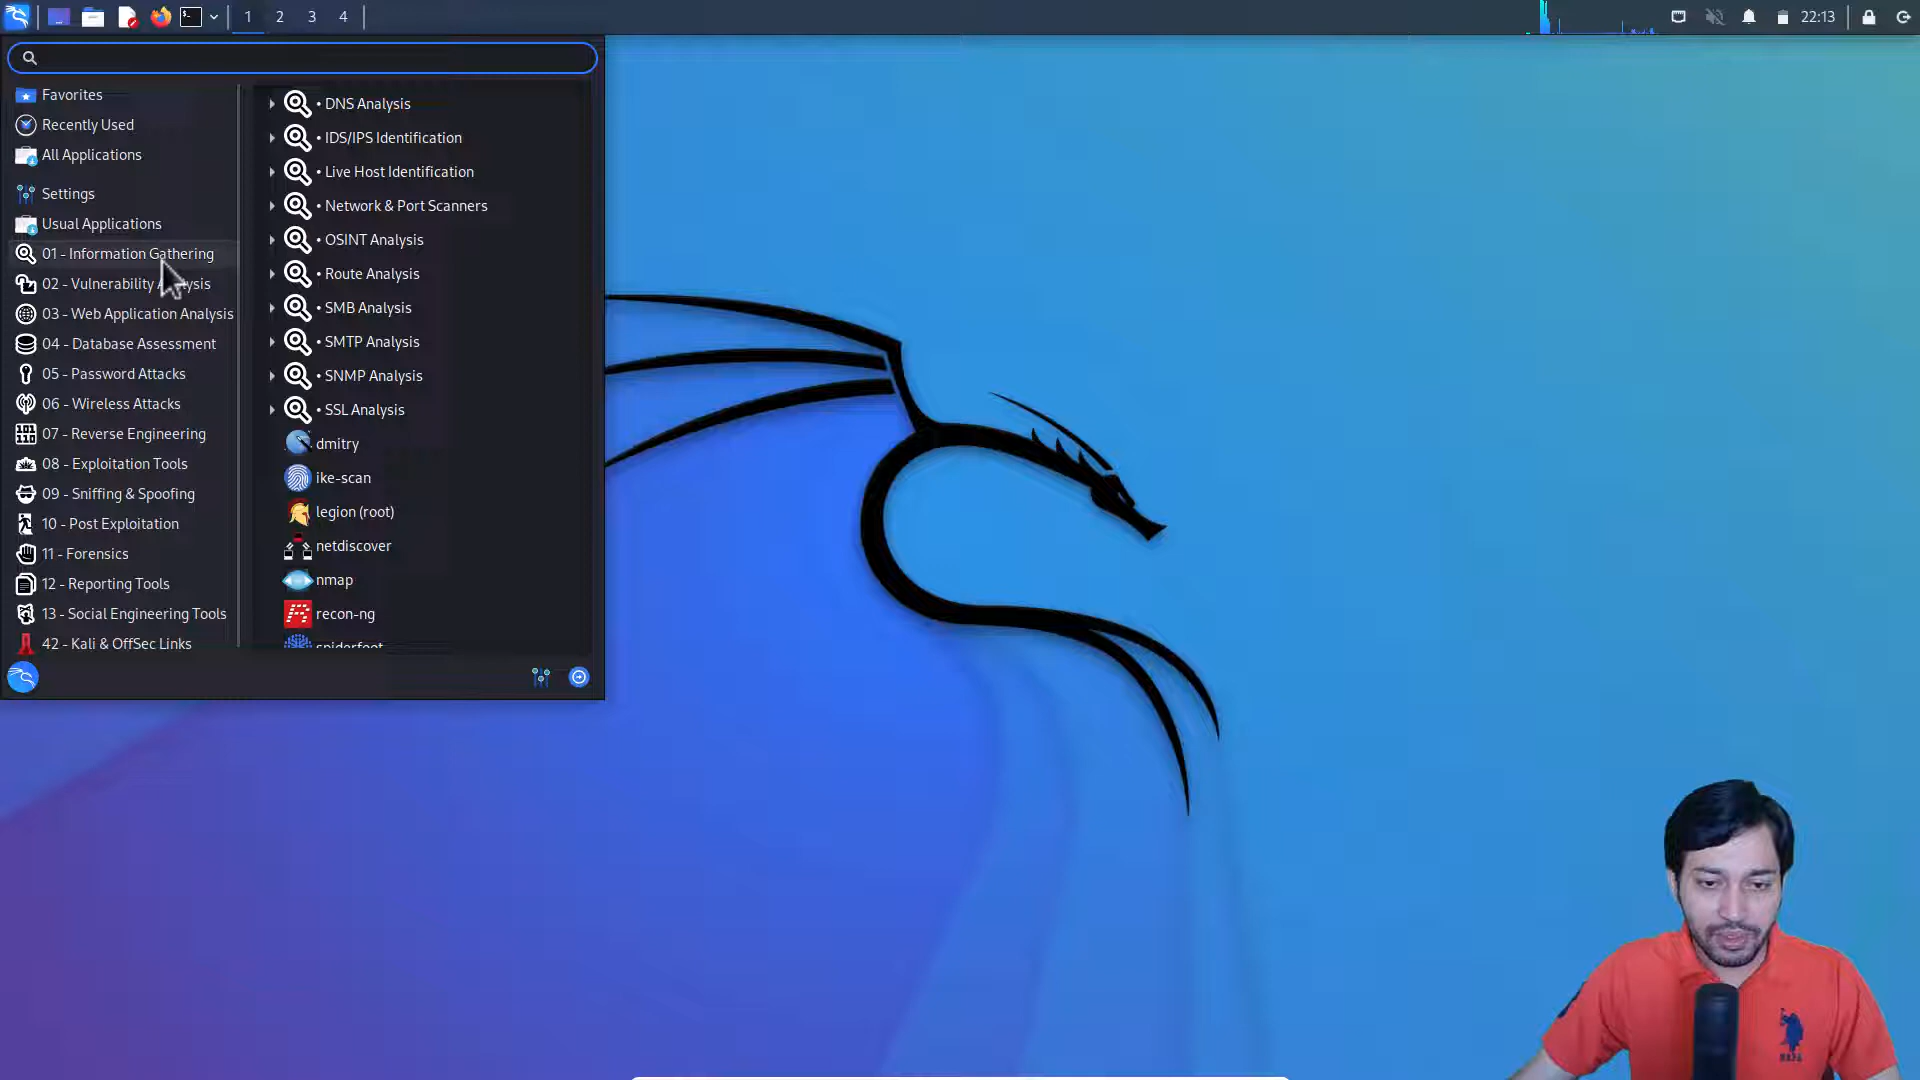 1 2 3 4
22:13
Favorites
Recently Used
All Applications
Settings
Usual Applications
01 - Information Gathering
02 - Vulnerability Analysis
03 - Web Application Analysis
04 - Database Assessment
05 - Password Attacks
06 - Wireless Attacks
07 - Reverse Engineering
08 - Exploitation Tools
09 - Sniffing & Spoofing
10 - Post Exploitation
11 - Forensics
12 - Reporting Tools
13 - Social Engineering Tools
42 - Kali & OffSec Links
• DNS Analysis
• IDS/IPS Identification
• Live Host Identification
• Network & Port Scanners
• OSINT Analysis
• Route Analysis
• SMB Analysis
• SMTP Analysis
• SNMP Analysis
• SSL Analysis
dmitry
ike-scan
legion (root)
netdiscover
nmap
recon-ng
spiderfoot